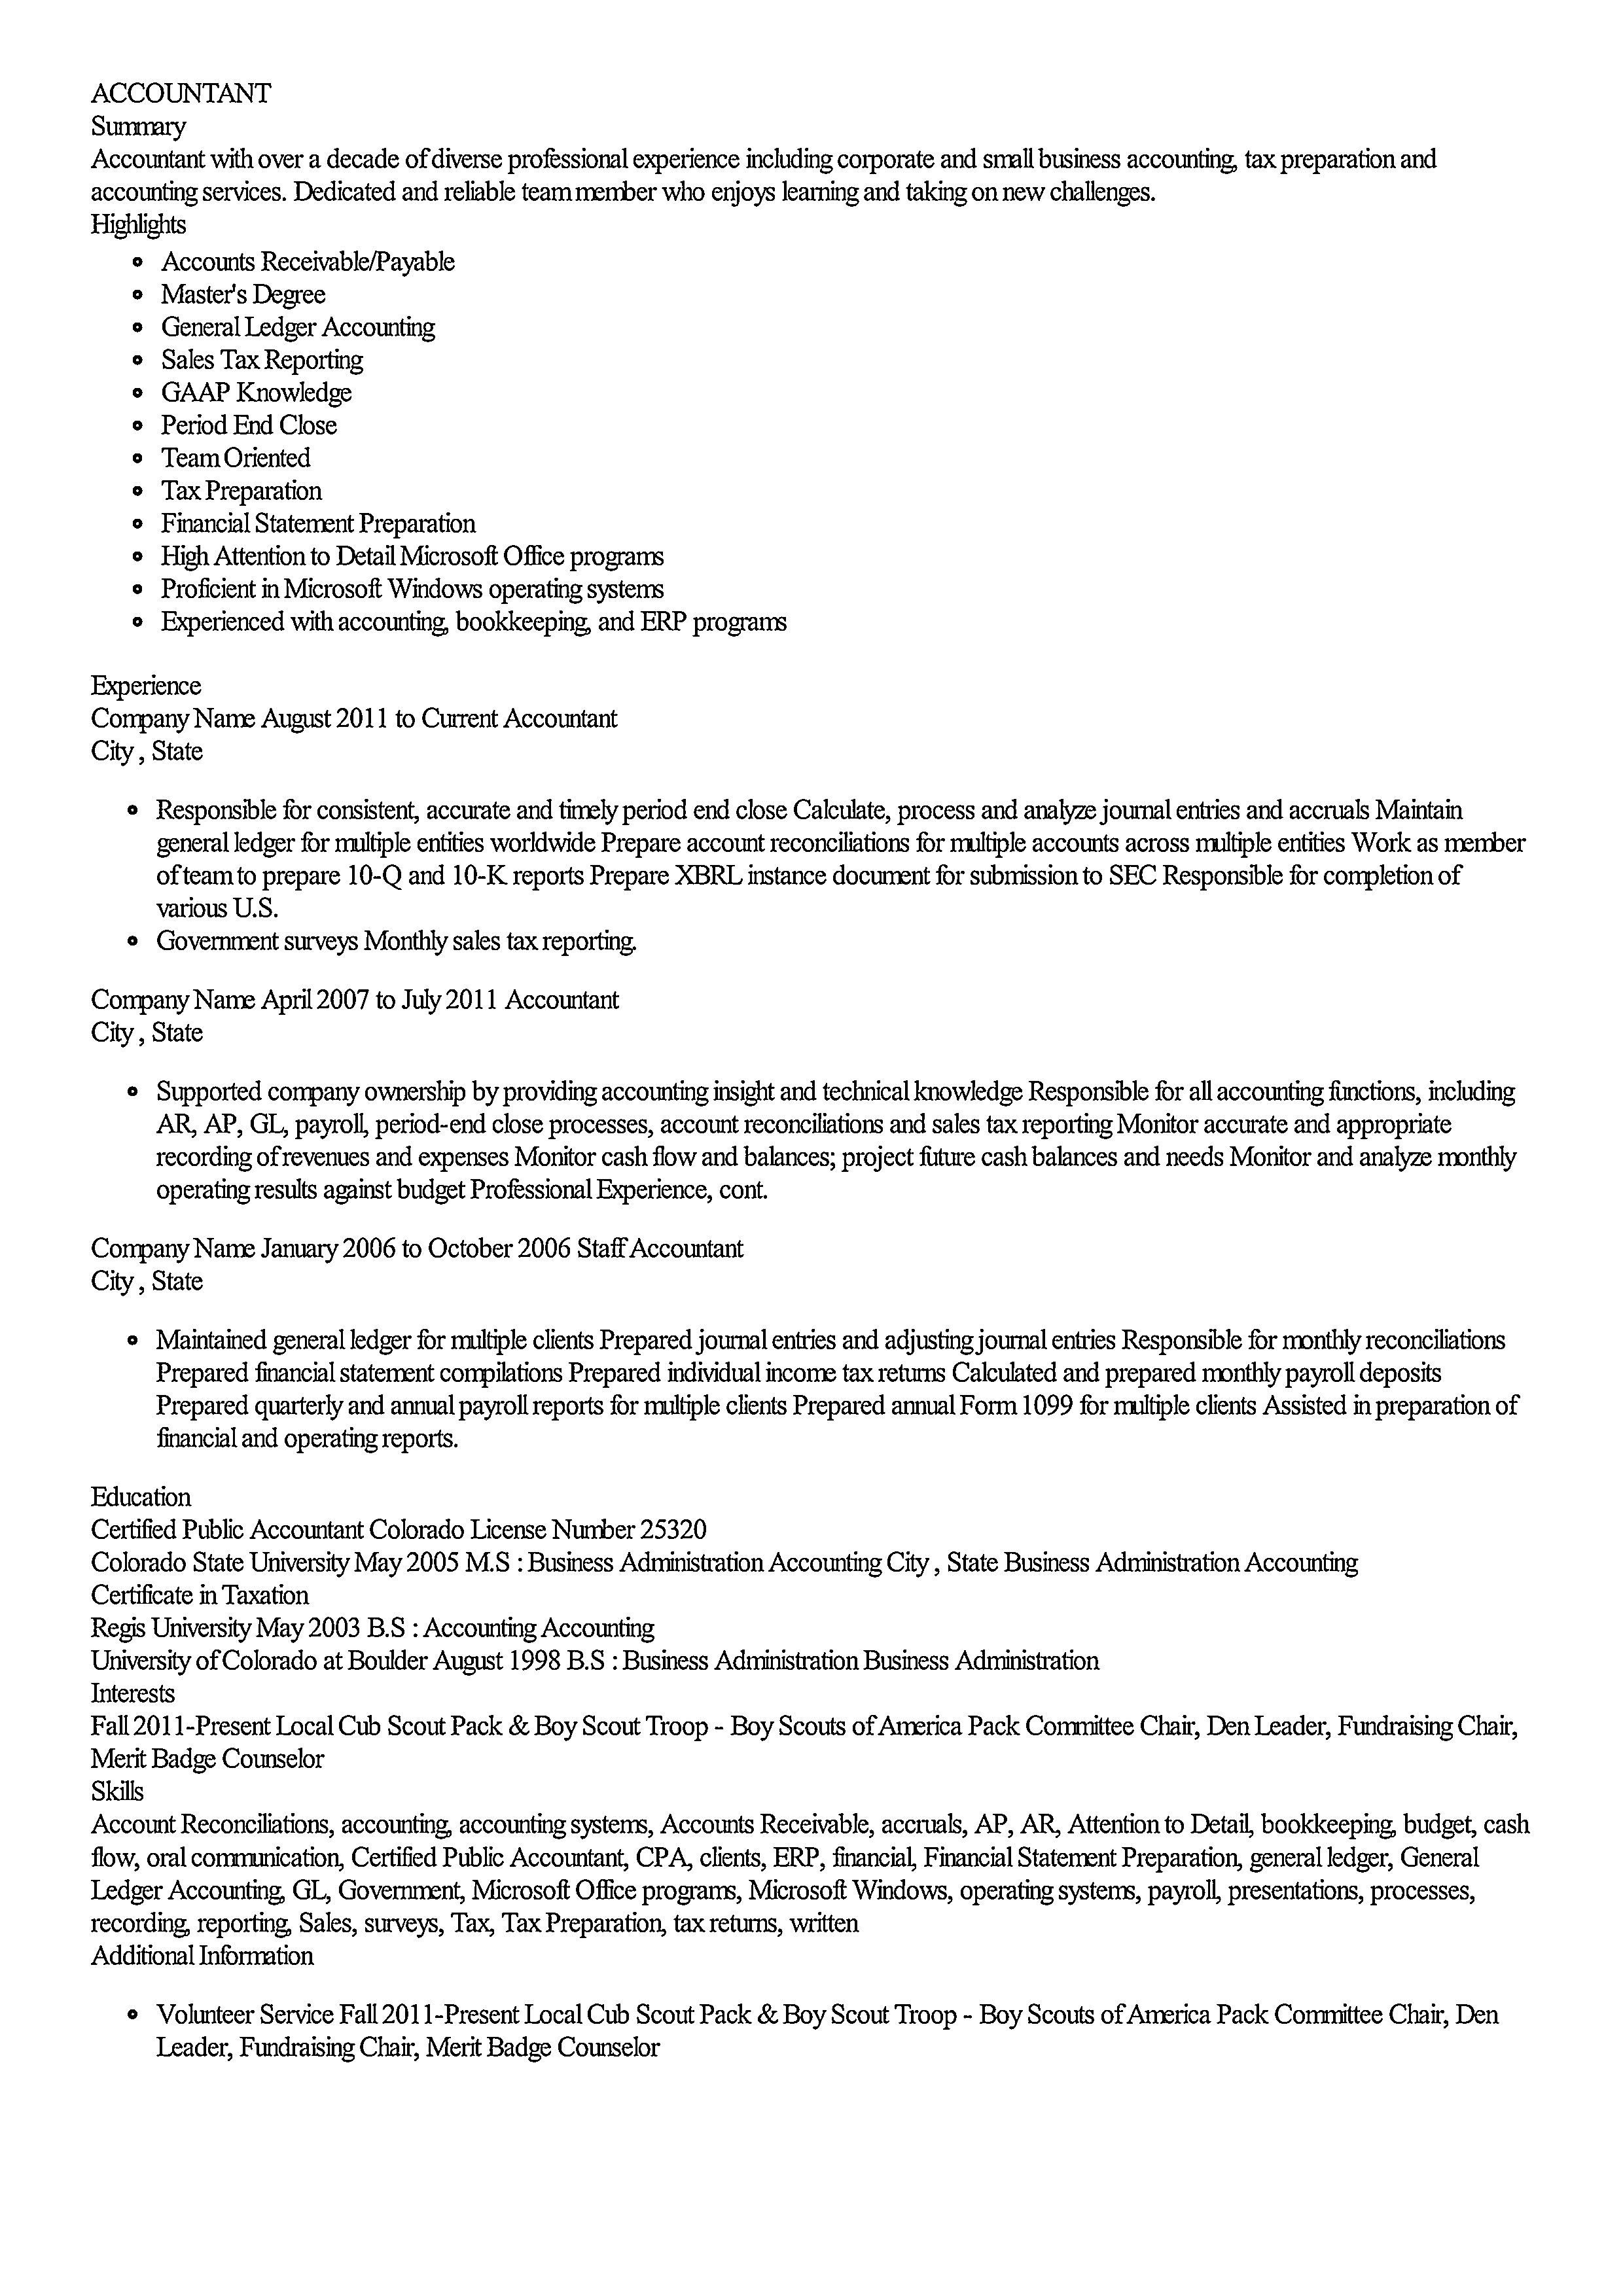 ACCOUNTANT
Summary
Accountant with over a decade of diverse professional experience including corporate and small business accounting, tax preparation and
accounting services. Dedicated and reliable team member who enjoys learning and taking on new challenges.
Highlights
Accounts Receivable/Payable
Master's Degree
General Ledger Accounting
Sales Tax Reporting
GAAP Knowledge
Period End Close
Team Oriented
Tax Preparation
Financial Statement Preparation
High Attention to Detail Microsoft Office programs
Proficient in Microsoft Windows operating systems
Experienced with accounting, bookkeeping, and ERP programs
Experience
Company Name August 2011 to Current Accountant
City , State
Responsible for consistent, accurate and timely period end close Calculate, process and analyze journal entries and accruals Maintain
general ledger for multiple entities worldwide Prepare account reconciliations for multiple accounts across multiple entities Work as member
of team to prepare 10-Q and 10-K reports Prepare XBRL instance document for submission to SEC Responsible for completion of
various U.S.
Government surveys Monthly sales tax reporting.
Company Name April 2007 to July 2011 Accountant
City , State
Supported company ownership by providing accounting insight and technical knowledge Responsible for all accounting functions, including
AR, AP, GL, payroll, period-end close processes, account reconciliations and sales tax reporting Monitor accurate and appropriate
recording of revenues and expenses Monitor cash flow and balances; project future cash balances and needs Monitor and analyze monthly
operating results against budget Professional Experience, cont.
Company Name January 2006 to October 2006 Staff Accountant
City , State
Maintained general ledger for multiple clients Prepared journal entries and adjusting journal entries Responsible for monthly reconciliations
Prepared financial statement compilations Prepared individual income tax returns Calculated and prepared monthly payroll deposits
Prepared quarterly and annual payroll reports for multiple clients Prepared annual Form 1099 for multiple clients Assisted in preparation of
financial and operating reports.
Education
Certified Public Accountant Colorado License Number 25320
Colorado State University May 2005 M.S : Business Administration Accounting City , State Business Administration Accounting
Certificate in Taxation
Regis University May 2003 B.S : Accounting Accounting
University of Colorado at Boulder August 1998 B.S : Business Administration Business Administration
Interests
Fall 2011-Present Local Cub Scout Pack & Boy Scout Troop - Boy Scouts of America Pack Committee Chair, Den Leader, Fundraising Chair,
Merit Badge Counselor
Skills
Account Reconciliations, accounting, accounting systems, Accounts Receivable, accruals, AP, AR, Attention to Detail, bookkeeping, budget, cash
flow, oral communication, Certified Public Accountant, CPA, clients, ERP, financial, Financial Statement Preparation, general ledger, General
Ledger Accounting, GL, Government, Microsoft Office programs, Microsoft Windows, operating systems, payroll, presentations, processes,
recording, reporting, Sales, surveys, Tax, Tax Preparation, tax returns, written
Additional Information
Volunteer Service Fall 2011-Present Local Cub Scout Pack & Boy Scout Troop - Boy Scouts of America Pack Committee Chair, Den
Leader, Fundraising Chair, Merit Badge Counselor